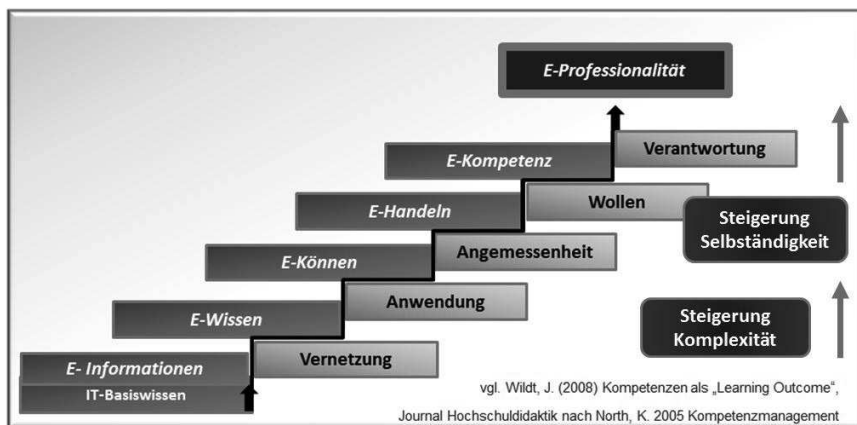 E-Professionalität
E-Kompetenz
Verantwortung
E-Handeln
Wollen
Steigerung
Selbständigkeit
E-Können
Angemessenheit
E-Wissen
Anwendung
Steigerung
Komplexität
E- Informationen
Vernetzung
IT-Basiswissen
vgl. Wildt, J. (2008) Kompetenzen als „Learning Outcome“,
Journal Hochschuldidaktik nach North, K. 2005 Kompetenzmanagement